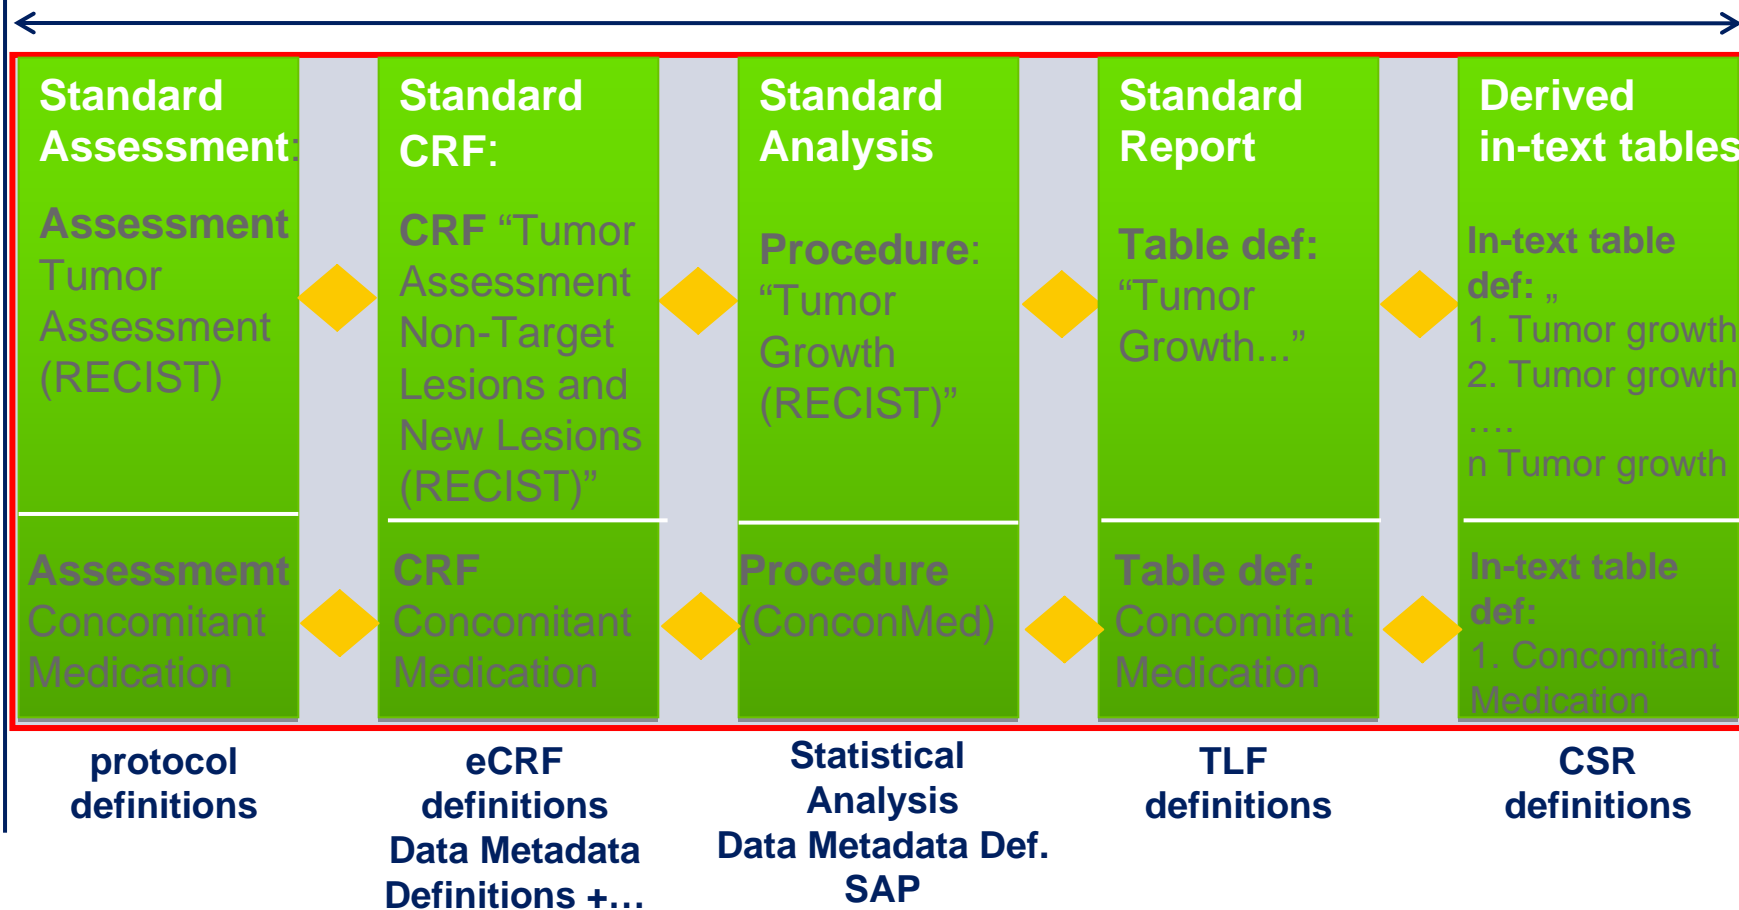 Standard
Assessment:
Assessment
Tumor
Assessment
(RECIST)
Assessmemt
Concomitant
Medication
protocol
definitions
Standard
CRF:
CRF “Tumor
Assessment
Non-Target
Lesions and
New Lesions
(RECIST)”
CRF
Concomitant
Medication
eCRF
definitions
Data Metadata
Definitions +…
Standard
Analysis
Procedure:
“Tumor
Growth
(RECIST)”
Procedure
(ConconMed)
Statistical
Analysis
Data Metadata Def.
SAP
Standard
Report
Table def:
“Tumor
Growth...”
Table def:
Concomitant
Medication
TLF
definitions
Derived
in-text tables
In-text table
def: „
1. Tumor growth
2. Tumor growth
….
n Tumor growth
In-text table
def:
1. Concomitant
Medication
CSR
definitions